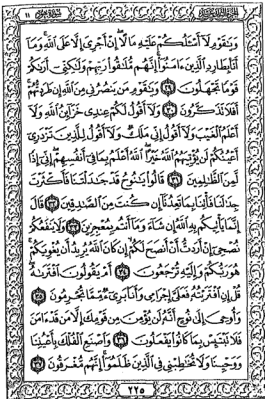 الجزء الثاني عشر سورة هود ١١
وَيَٰقَوْمِ لَآ أَسْـَٔلُكُمْ عَلَيْهِ مَالًا إِنْ أَجْرِىَ إِلَّا عَلَى ٱللَّهِ وَمَآ
أَنَا۠ بِطَارِدِ ٱلَّذِينَ ءَامَنُوٓا۟ إِنَّهُم مُّلَٰقُوا۟ رَبِّهِمْ وَلَٰكِنِّىٓ أَرَىٰكُمْ
قَوْمًا تَجْهَلُونَ ٢٩ وَيَٰقَوْمِ مَن يَنصُرُنِى مِنَ ٱللَّهِ إِن طَرَدتُّهُمْ
أَفَلَا تَذَكَّرُونَ ٣٠ وَلَآ أَقُولُ لَكُمْ عِندِى خَزَآئِنُ ٱللَّهِ وَلَآ
أَعْلَمُ ٱلْغَيْبَ وَلَآ أَقُولُ إِنِّى مَلَكٌ وَلَآ أَقُولُ لِلَّذِينَ تَزْدَرِىٓ
أَعْيُنُكُمْ لَن يُؤْتِيَهُمُ ٱللَّهُ خَيْرًا ٱللَّهُ أَعْلَمُ بِمَا فِىٓ أَنفُسِهِمْ إِنِّىٓ إِذًا
لَّمِنَ ٱلظَّٰلِمِينَ ٣١ قَالُوا۟ يَٰنُوحُ قَدْ جَٰدَلْتَنَا فَأَكْثَرْتَ
جِدَٰلَنَا فَأْتِنَا بِمَا تَعِدُنَآ إِن كُنتَ مِنَ ٱلصَّٰدِقِينَ ٣٢ قَالَ
إِنَّمَا يَأْتِيكُم بِهِ ٱللَّهُ إِن شَآءَ وَمَآ أَنتُم بِمُعْجِزِينَ ٣٣ وَلَا يَنفَعُكُمْ
نُصْحِىٓ إِنْ أَرَدتُّ أَنْ أَنصَحَ لَكُمْ إِن كَانَ ٱللَّهُ يُرِيدُ أَن يُغْوِيَكُمْ
هُوَ رَبُّكُمْ وَإِلَيْهِ تُرْجَعُونَ ٣٤ أَمْ يَقُولُونَ ٱفْتَرَىٰهُ
قُلْ إِنِ ٱفْتَرَيْتُهُۥ فَعَلَىَّ إِجْرَامِى وَأَنَا۠ بَرِىٓءٌ مِّمَّا تُجْرِمُونَ ٣٥
وَأُوحِىَ إِلَىٰ نُوحٍ أَنَّهُۥ لَن يُؤْمِنَ مِن قَوْمِكَ إِلَّا مَن قَدْ ءَامَنَ
فَلَا تَبْتَئِسْ بِمَا كَانُوا۟ يَفْعَلُونَ ٣٦ وَٱصْنَعِ ٱلْفُلْكَ بِأَعْيُنِنَا
وَوَحْيِنَا وَلَا تُخَٰطِبْنِى فِى ٱلَّذِينَ ظَلَمُوٓا۟ إِنَّهُم مُّغْرَقُونَ ٣٧
٢٢٥